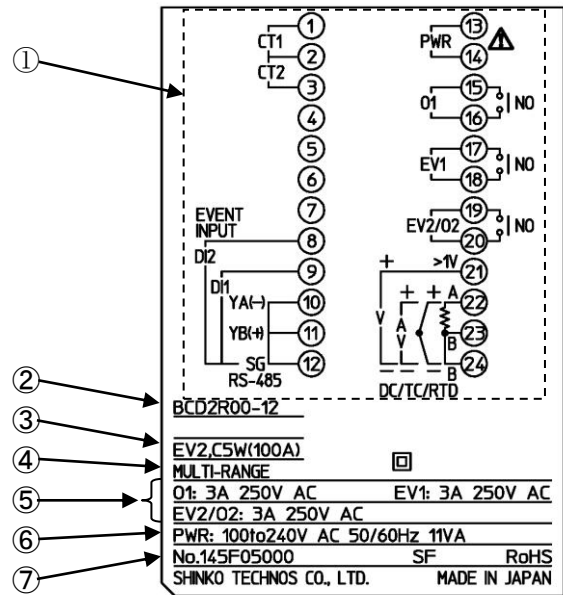 ①
CT1
CT2
1
2
3
4
5
6
7
8
9
10
11
12
EVENT
INPUT
DI2
DI1
YA(-)
YB(+)
SG
RS-485
PWR
13
14
O1
15
16
NO
EV1
17
18
NO
EV2/O2
19
20
NO
+ >1V 21
+ + A 22
V A V 23
B
24
B
DC/TC/RTD
② BCD2R00-12
③ EV2,C5W(100A)
④ MULTI-RANGE
⑤ O1: 3A 250V AC EV1: 3A 250V AC
EV2/O2: 3A 250V AC
⑥ PWR: 100to240V AC 50/60Hz 11VA
⑦ No.145F05000 SF RoHS
SHINKO TECHNOS CO., LTD. MADE IN JAPAN